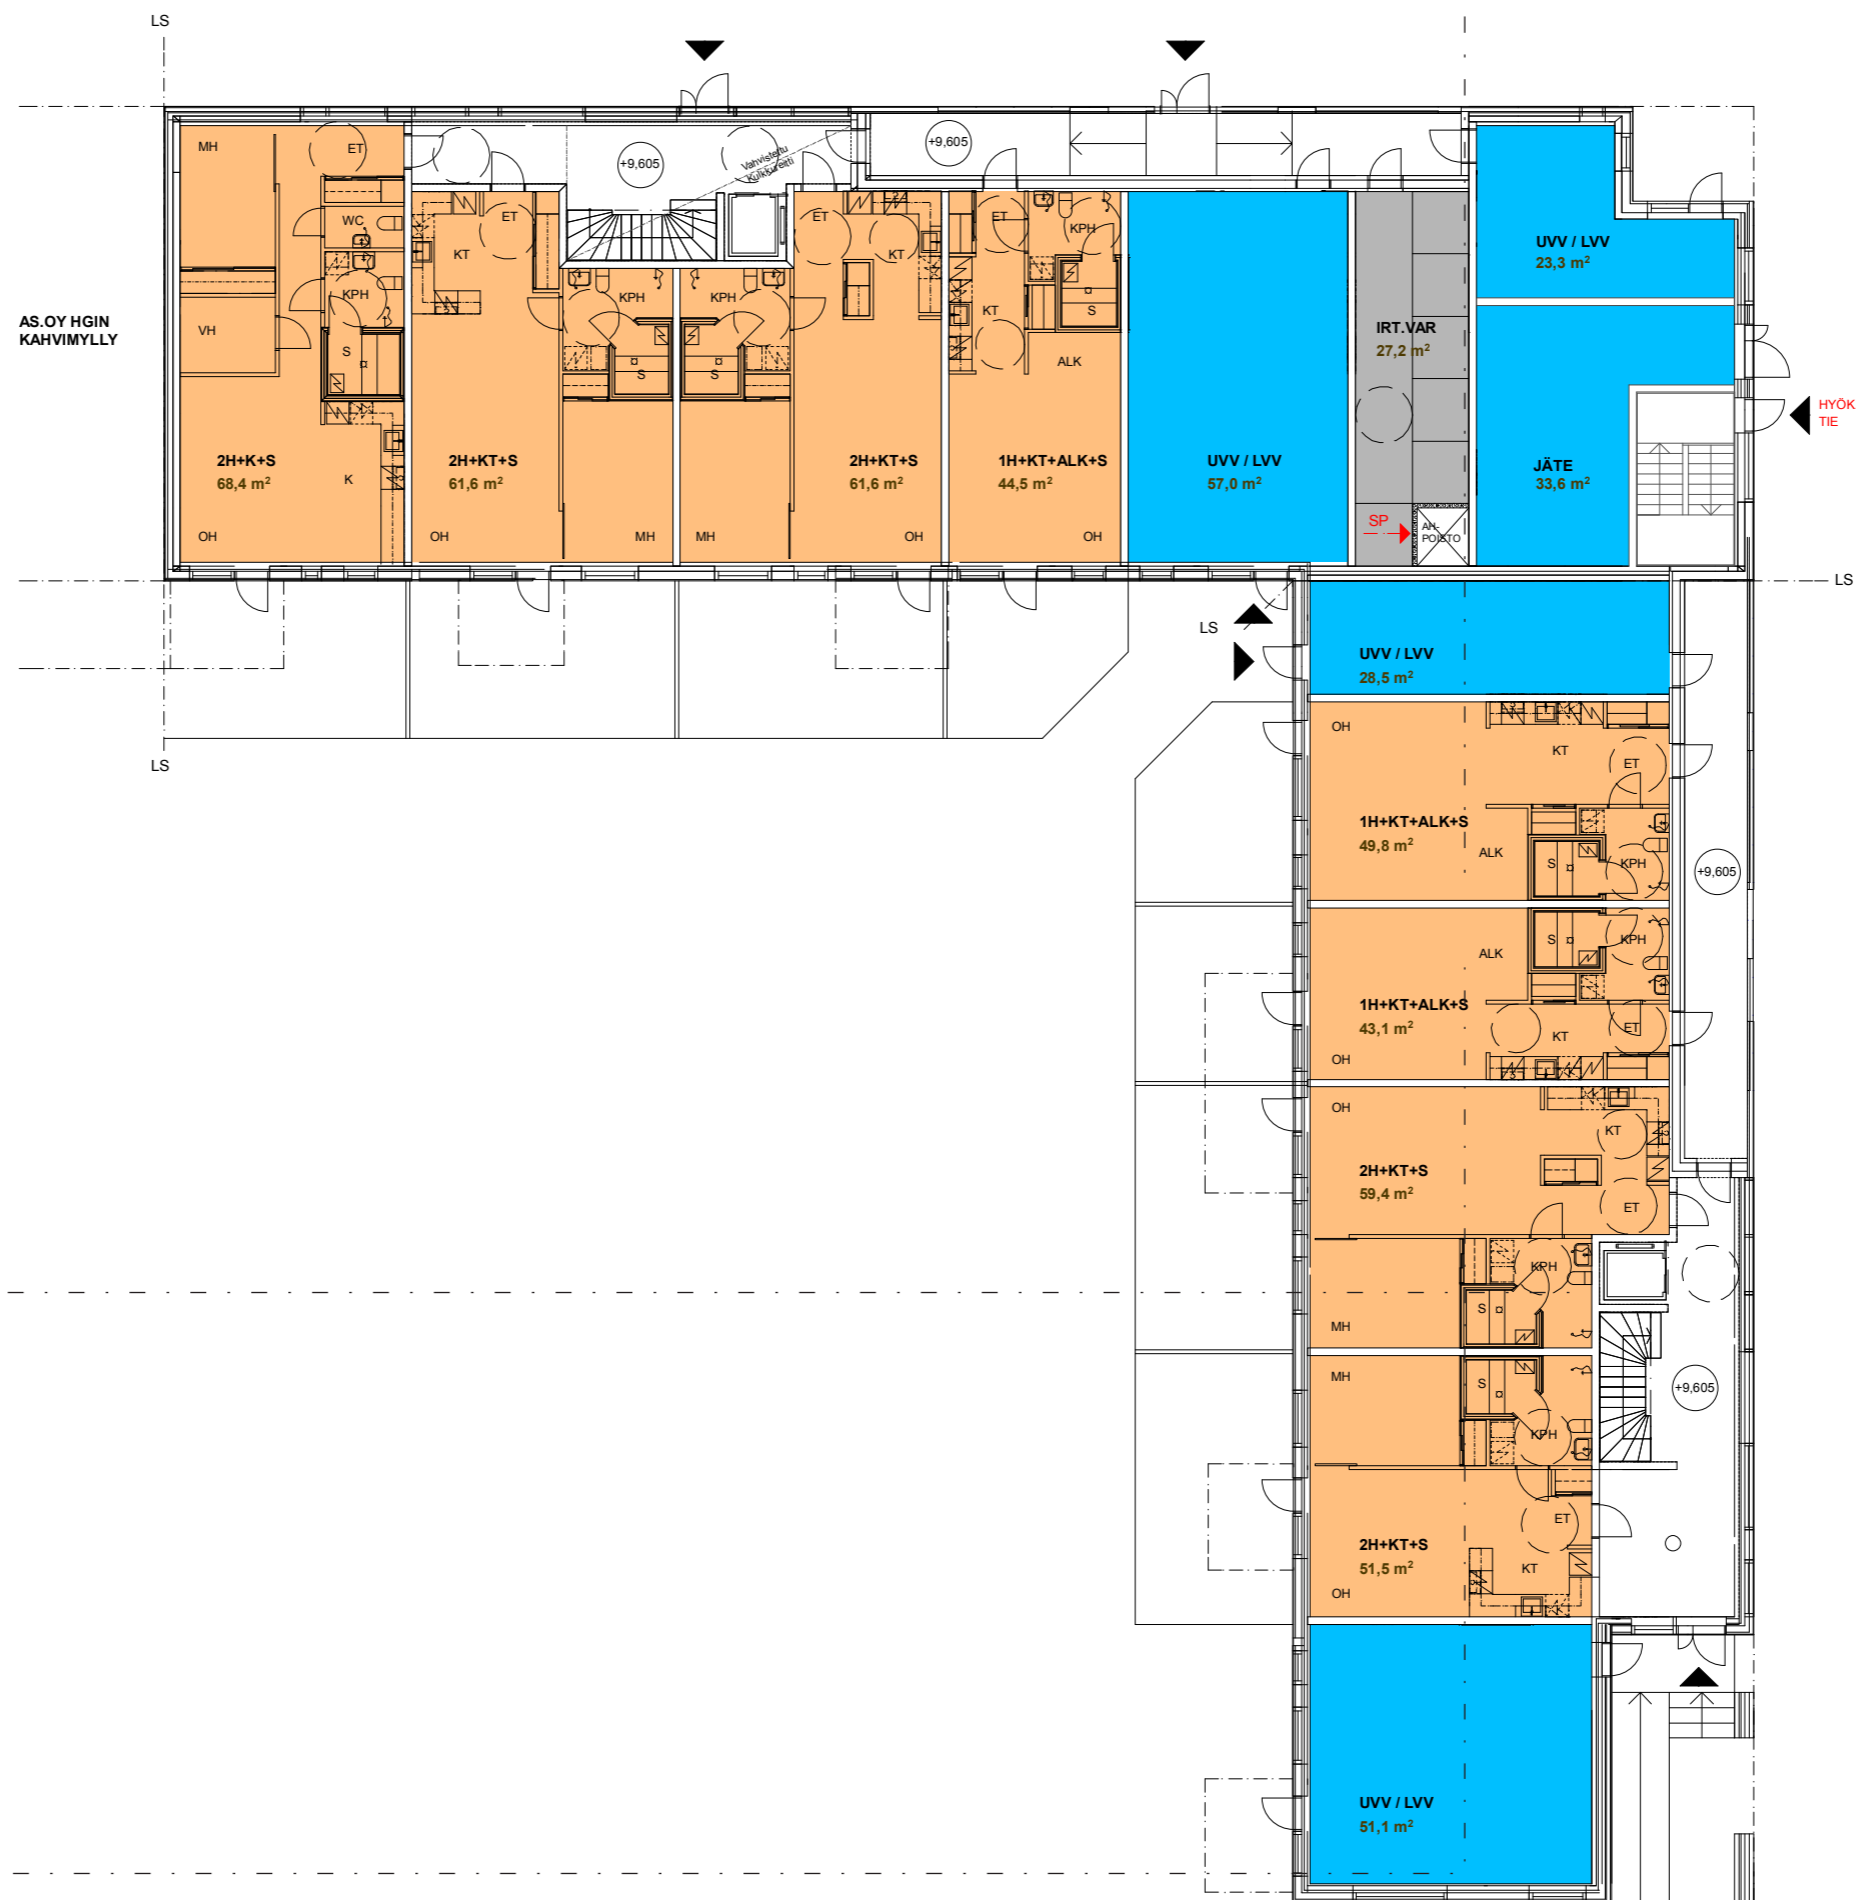 LS
MH
ET
WC
KPH
VH
S
AS.OY HGIN
KAHVIMYLLY
2H+K+S
68,4 m²
K
OH
ET
KT
+9,605
Vahvistettu
Kulkureitti
KPH
S
2H+KT+S
61,6 m²
OH
MH
ET
KT
KPH
S
2H+KT+S
61,6 m²
MH
OH
+9,605
ET
KPH
KT
S
ALK
1H+KT+ALK+S
44,5 m²
OH
UVV / LVV
57,0 m²
IRT.VAR
27,2 m²
SP
AH-
POISTO
UVV / LVV
23,3 m²
JÄTE
33,6 m²
HYÖK
TIE
LS
LS
LS
UVV / LVV
28,5 m²
OH
KT
ET
1H+KT+ALK+S
49,8 m²
ALK
S
KPH
+9,605
S
KPH
ALK
1H+KT+ALK+S
43,1 m²
ET
KT
OH
OH
KT
2H+KT+S
59,4 m²
ET
KPH
S
MH
MH
S
KPH
+9,605
ET
2H+KT+S
51,5 m²
KT
OH
UVV / LVV
51,1 m²